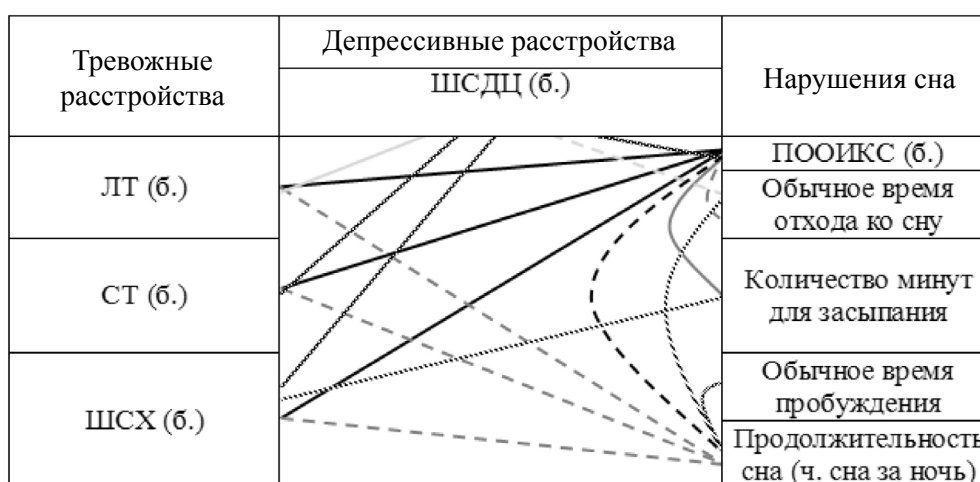 Тревожные
расстройства
Депрессивные расстройства
ШСДЦ (б.)
Нарушения сна
ЛТ (б.)
СТ (б.)
ШСХ (б.)
ПООИКС (б.)
Обычное время
отхода ко сну
Количество минут
для засыпания
Обычное время
пробуждения
Продолжительность
сна (ч. сна за ночь)